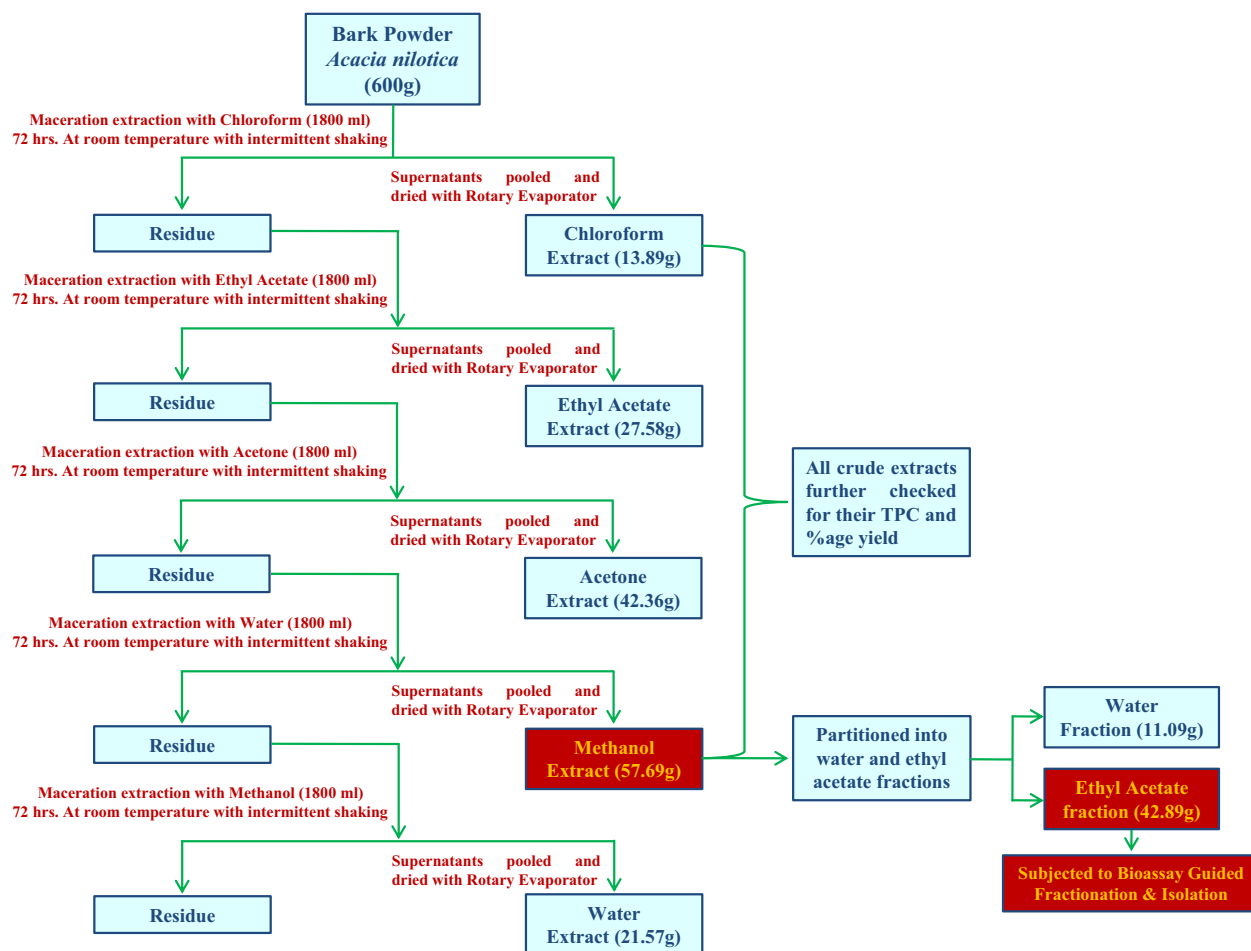 Bark Powder
Acacia nilotica
(600g)
Maceration extraction with Chloroform (1800 ml)
72 hrs. At room temperature with intermittent shaking
Supernatants pooled and
dried with Rotary Evaporator
Residue
Chloroform
Extract (13.89g)
Maceration extraction with Ethyl Acetate (1800 ml)
72 hrs. At room temperature with intermittent shaking
Supernatants pooled and
dried with Rotary Evaporator
Residue
Ethyl Acetate
Extract (27.58g)
Maceration extraction with Acetone (1800 ml)
72 hrs. At room temperature with intermittent shaking
Supernatants pooled and
dried with Rotary Evaporator
All crude extracts
further checked
for their TPC and
%age yield
Residue
Acetone
Extract (42.36g)
Maceration extraction with Water (1800 ml)
72 hrs. At room temperature with intermittent shaking
Supernatants pooled and
dried with Rotary Evaporator
Residue
Methanol
Extract (57.69g)
Partitioned into
water and ethyl
acetate fractions
Water
Fraction (11.09g)
Ethyl Acetate
fraction (42.89g)
Maceration extraction with Methanol (1800 ml)
72 hrs. At room temperature with intermittent shaking
Supernatants pooled and
dried with Rotary Evaporator
Subjected to Bioassay Guided
Fractionation & Isolation
Residue
Water
Extract (21.57g)